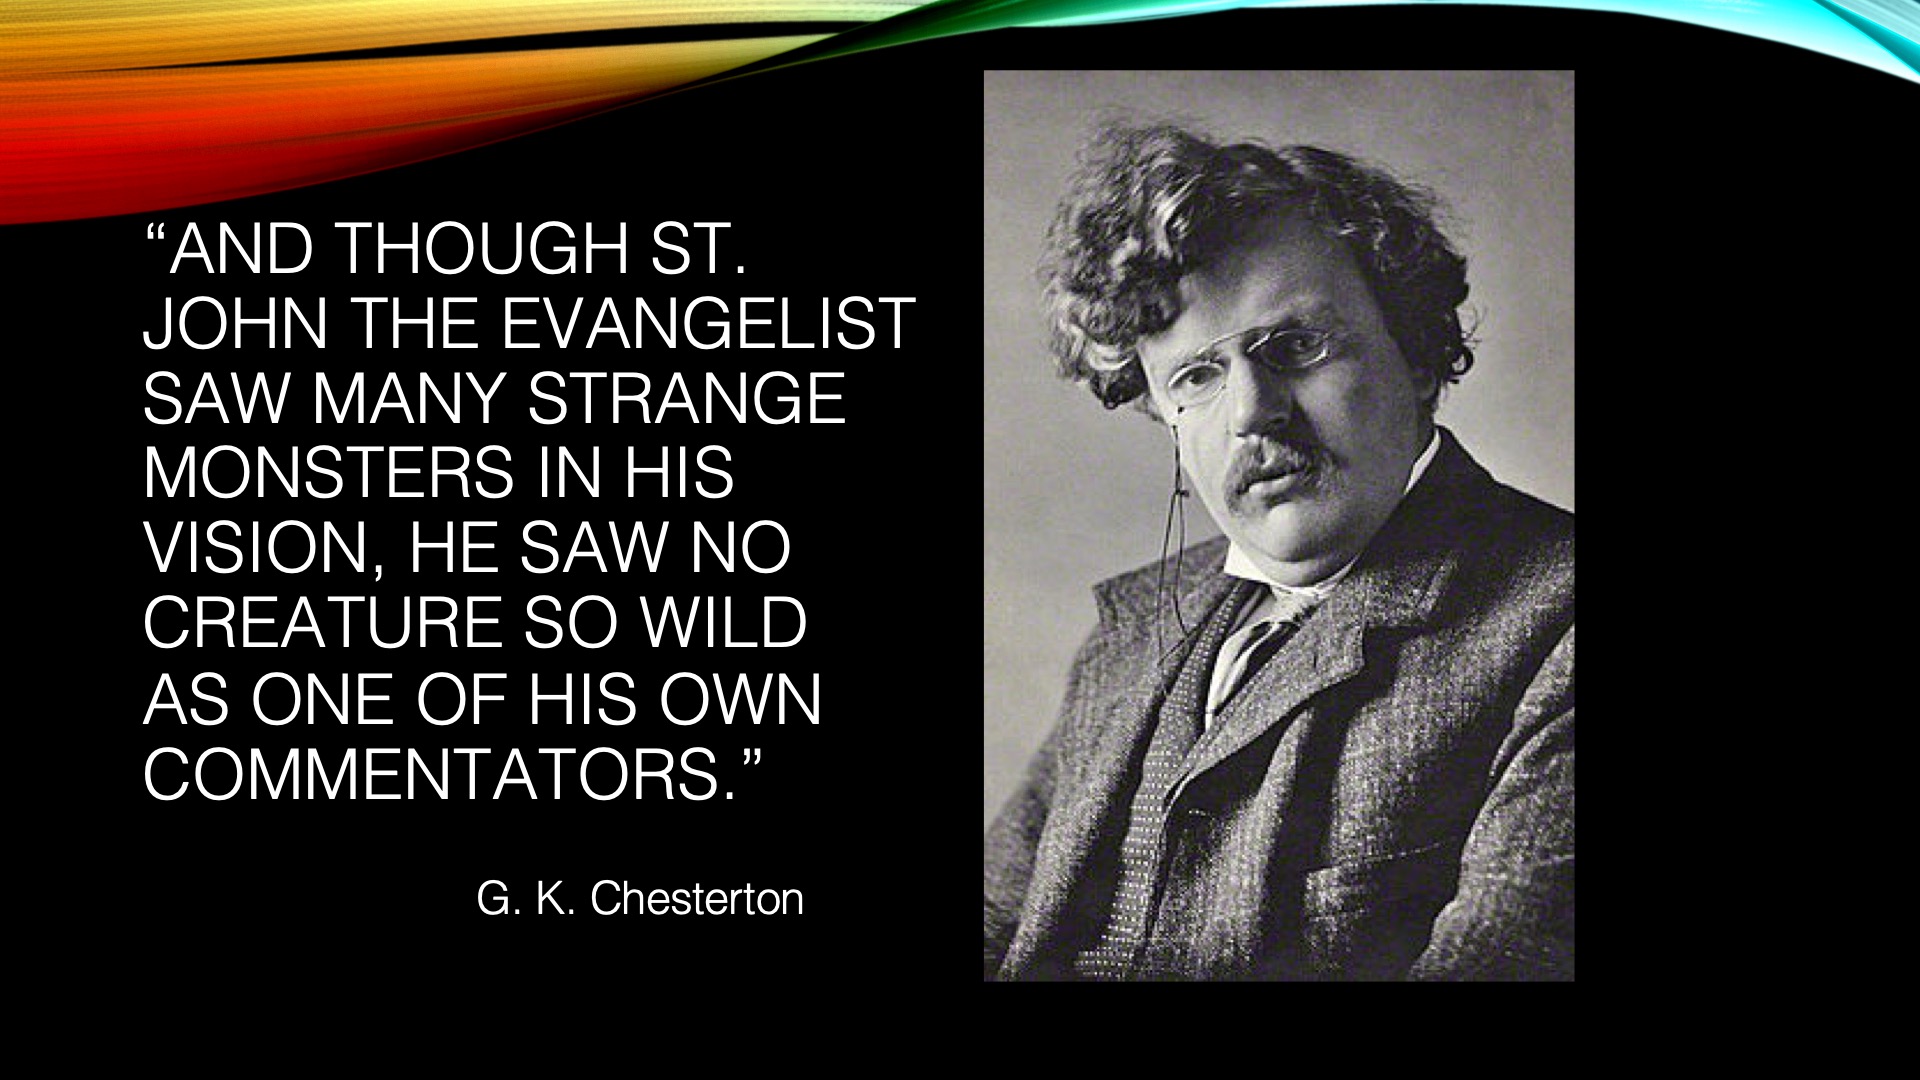 “AND THOUGH ST.
JOHN THE EVANGELIST
SAW MANY STRANGE
MONSTERS IN HIS
VISION, HE SAW NO
CREATURE SO WILD
AS ONE OF HIS OWN
COMMENTATORS.”
G. K. Chesterton